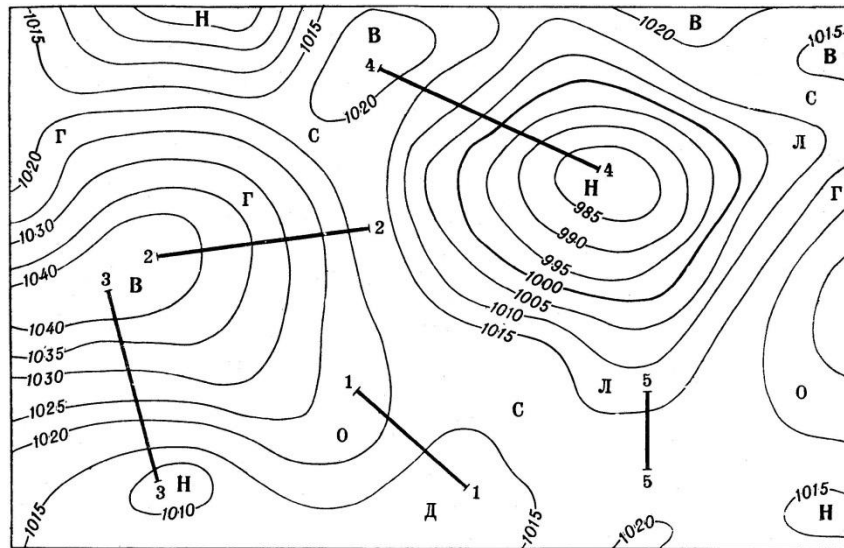 1015 Н 1015 В 1020 В 1015 В
4
1020 С
Г С Л
1020
Г 4
Н
985 Г
1030 2 2 990
1040 3 В 995
1000
1005
1040 1010
1035 1015
1030 1 Л 5
1025 С О
1020 О
3 Н 1 5
1010 1015
1015 Д 1015 1020 Н